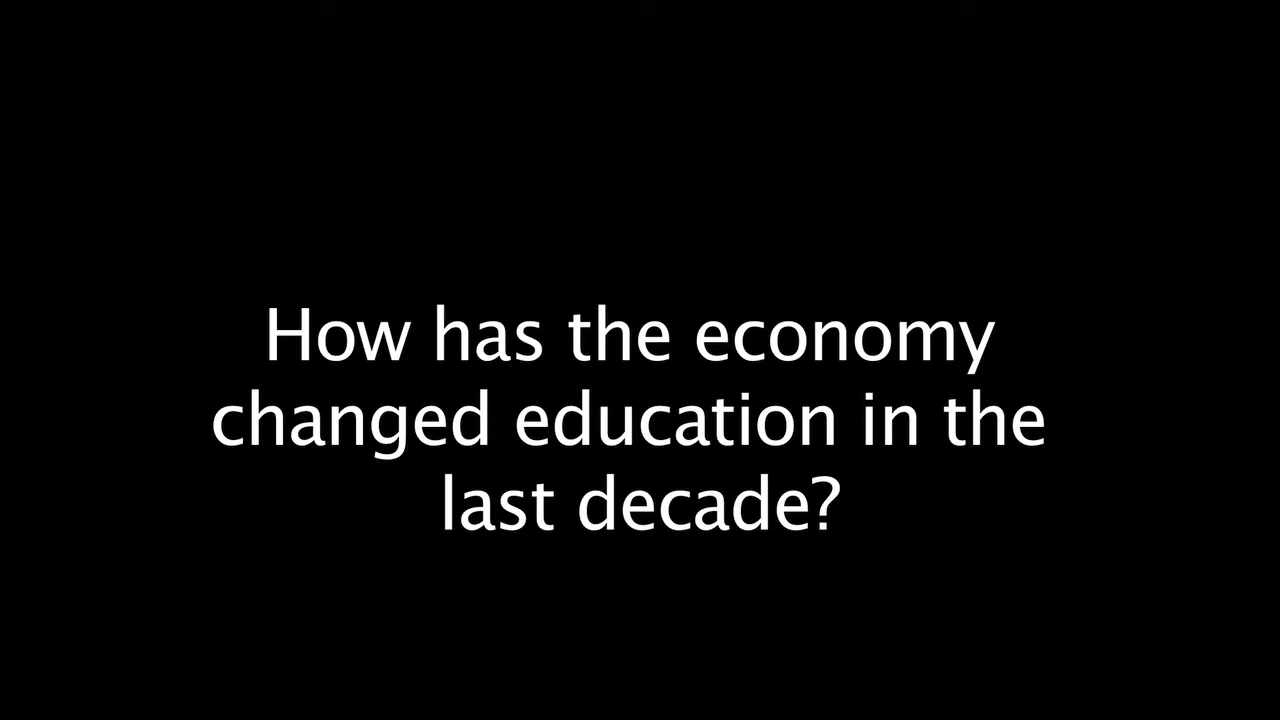 How has the economy
changed education in the
last decade?